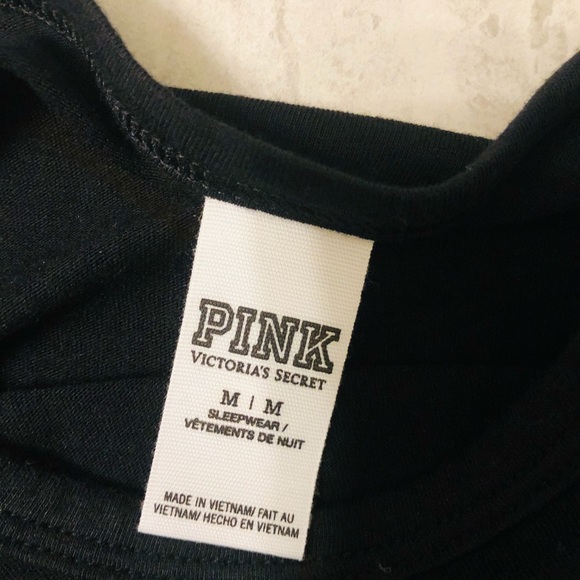 PINK
VICTORIA'S SECRET
M | M
SLEEPWEAR /
VÊTEMENTS DE NUIT
MADE IN VIETNAM/ FAIT AU
VIETNAM/ HECHO EN VIETNAM